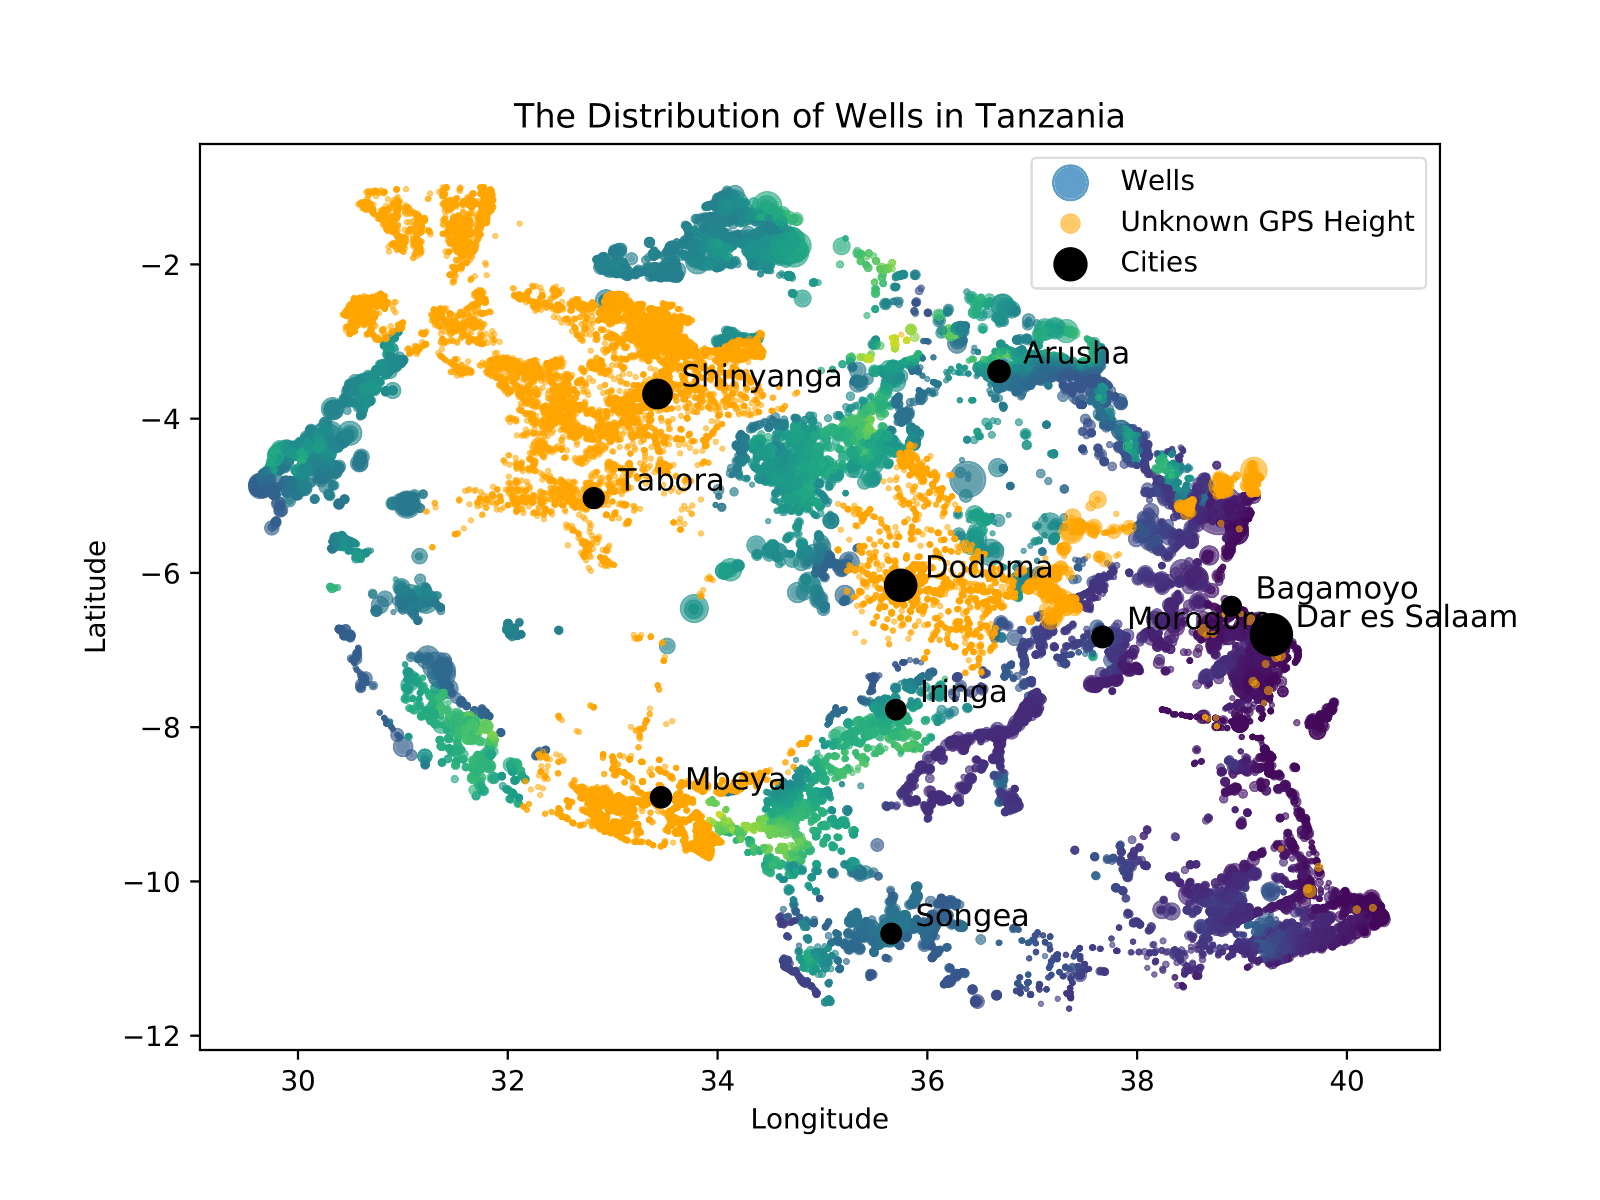 The Distribution of Wells in Tanzania
Wells
Unknown GPS Height
Cities
−2
−4
−6
−8
−10
−12
Latitude
Arusha
Shinyanga
Tabora
Dodoma
Bagamoyo
Dar es Salaam
Morogoro
Iringa
Mbeya
Songea
30
32
34
36
38
40
Longitude